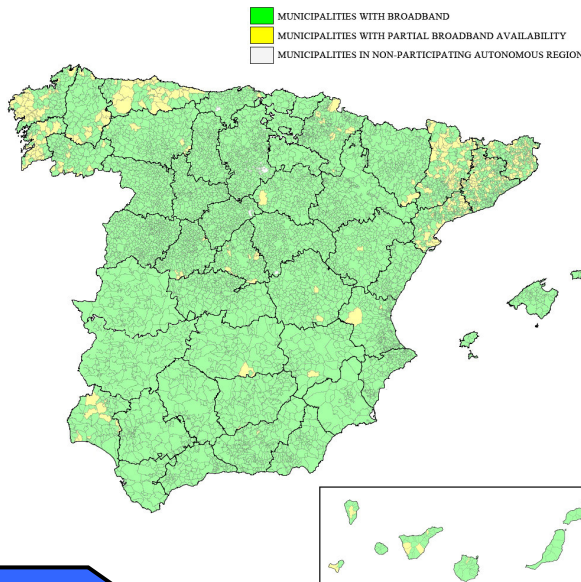 MUNICIPALITIES WITH BROADBAND
MUNICIPALITIES WITH PARTIAL BROADBAND AVAILABILITY
MUNICIPALITIES IN NON-PARTICIPATING AUTONOMOUS REGION